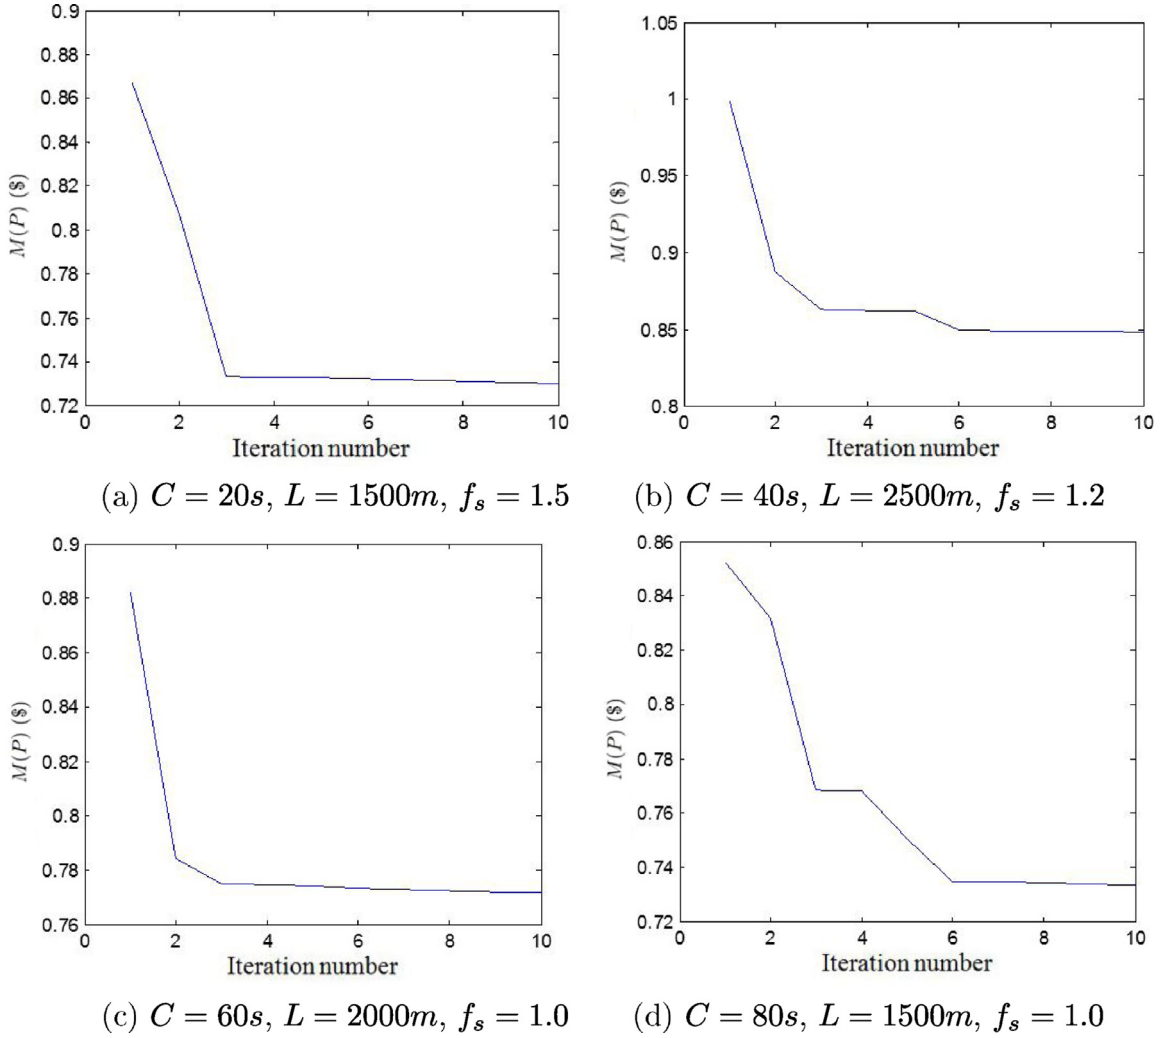 0.9
0.88
0.86
0.84
0.82
0.8
0.78
0.76
0.74
0.72
M(P) ($)
0 2 4 6 8 10
Iteration number
(a) C = 20s, L = 1500m, fₛ = 1.5
1.05
1
0.95
0.9
0.85
0.8
M(P) ($)
0 2 4 6 8 10
Iteration number
(b) C = 40s, L = 2500m, fₛ = 1.2
0.9
0.88
0.86
0.84
0.82
0.8
0.78
0.76
M(P) ($)
0 2 4 6 8 10
Iteration number
(c) C = 60s, L = 2000m, fₛ = 1.0
0.86
0.84
0.82
0.8
0.78
0.76
0.74
0.72
M(P) ($)
0 2 4 6 8 10
Iteration number
(d) C = 80s, L = 1500m, fₛ = 1.0